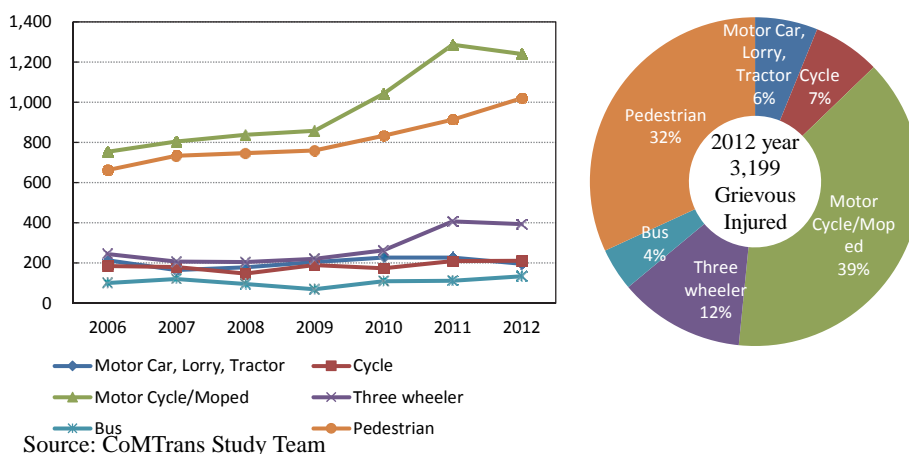 1,400
1,200
1,000
800
600
400
200
0
2006 2007 2008 2009 2010 2011 2012
Motor Car, Lorry, Tractor
Cycle
Motor Cycle/Moped
Three wheeler
Bus
Pedestrian
Source: CoMTrans Study Team
Motor Car,
Lorry,
Tractor
6%
Cycle
7%
Motor
Cycle/Mop
ed
39%
Three
wheeler
12%
Bus
4%
Pedestrian
32%
2012 year
3,199
Grievous
Injured